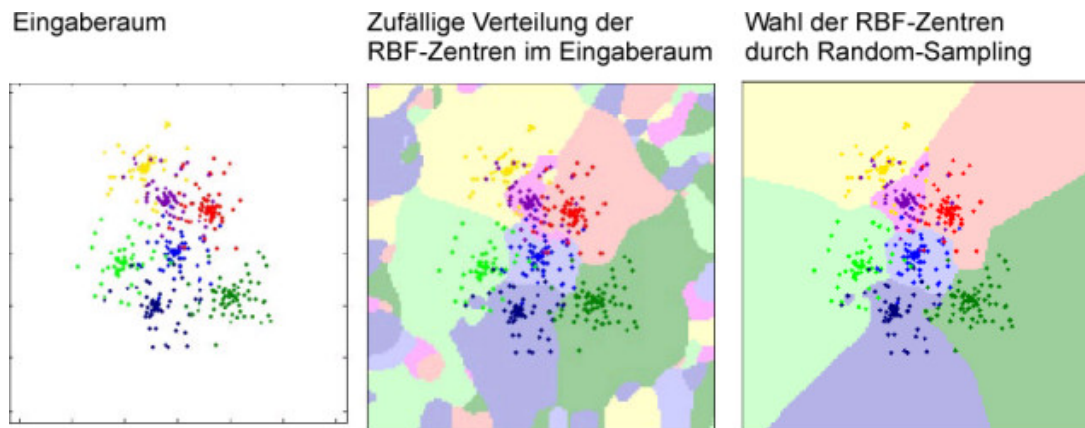 Eingaberaum
Zufällige Verteilung der
RBF-Zentren im Eingaberaum
Wahl der RBF-Zentren
durch Random-Sampling